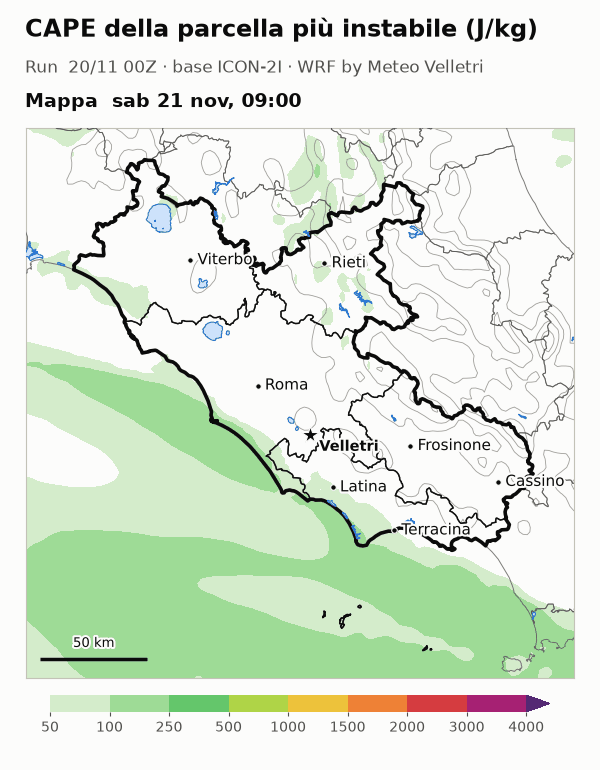 CAPE della parcella più instabile (J/kg)
Run  20/11 00Z · base ICON-2I · WRF by Meteo Velletri
Mappa  sab 21 nov, 09:00
Viterbo
Rieti
Roma
Velletri
Frosinone
Cassino
Latina
Terracina
50 km
50 100 250 500 1000 1500 2000 3000 4000